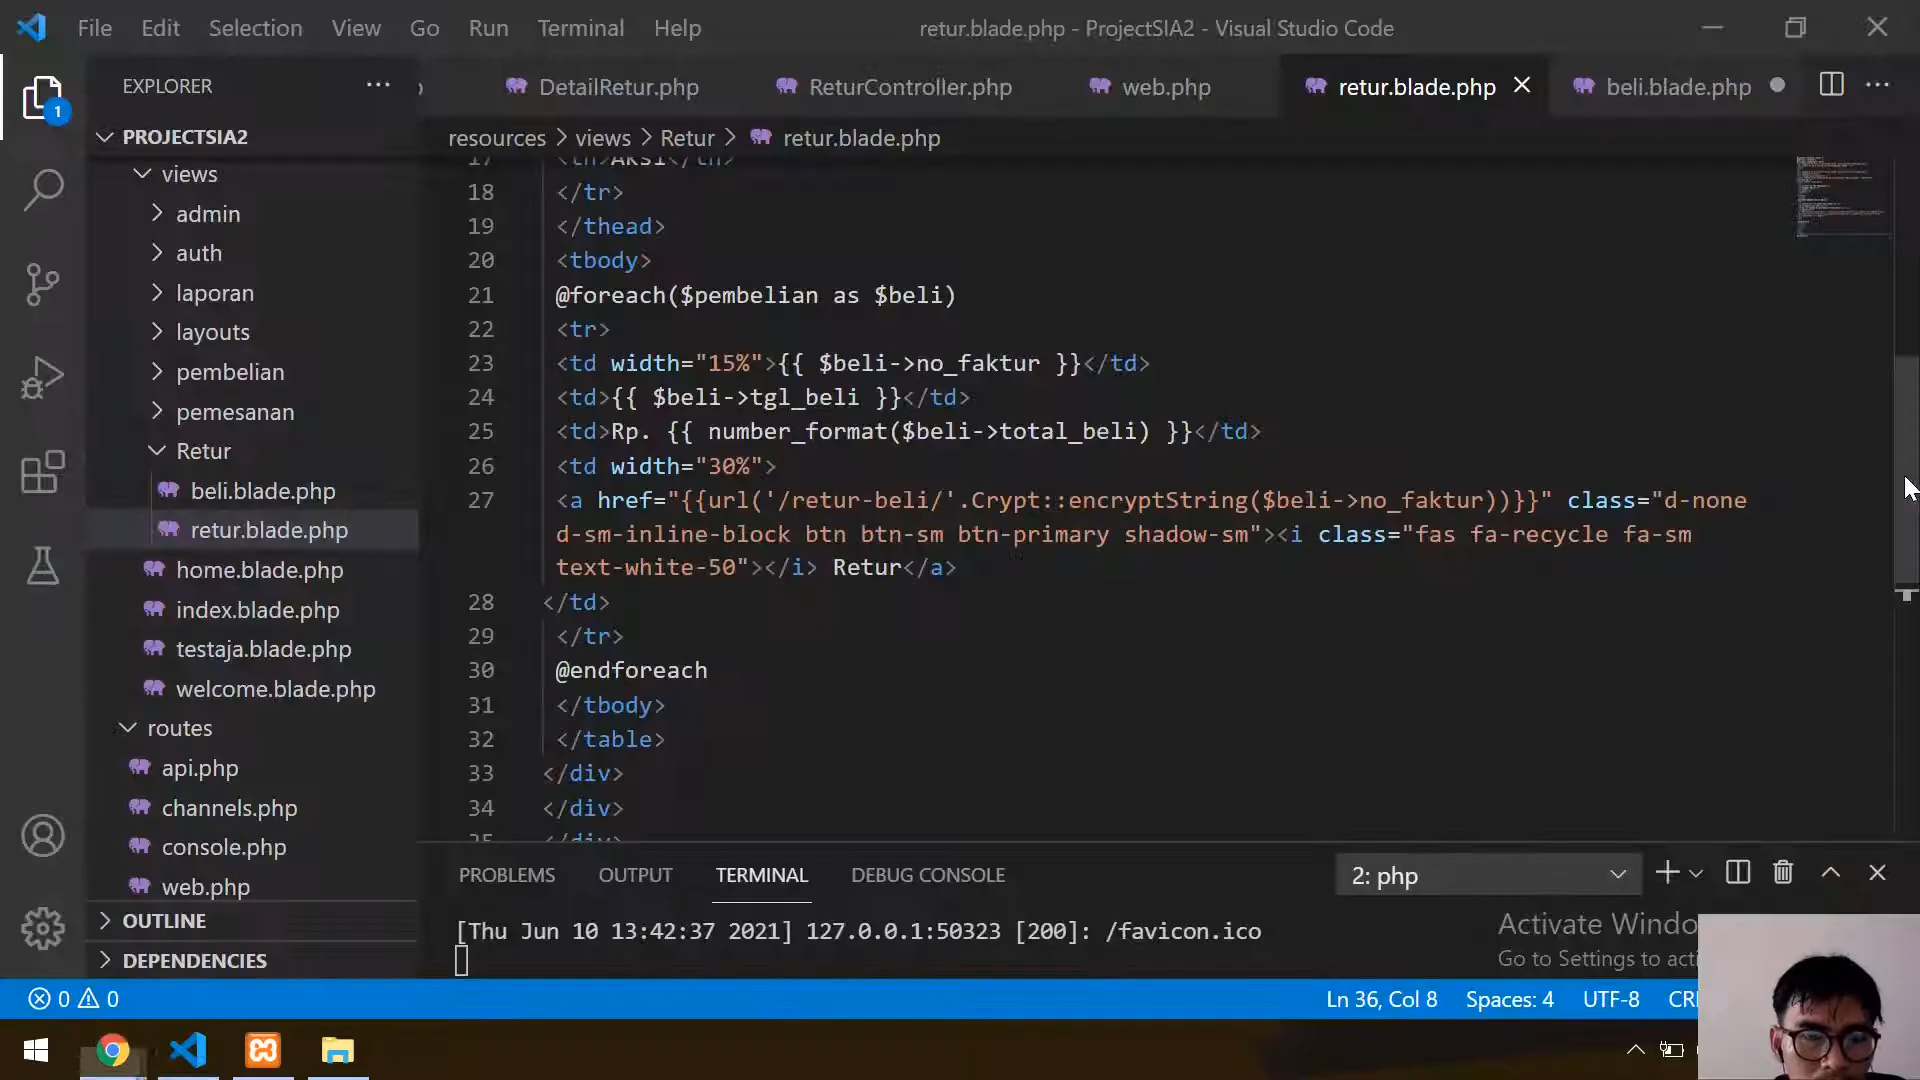 File Edit Selection View Go Run Terminal Help
retur.blade.php - ProjectSIA2 - Visual Studio Code
EXPLORER
DetailRetur.php
ReturController.php
web.php
retur.blade.php
beli.blade.php
1
PROJECTSIA2
resources > views > Retur > retur.blade.php
views
admin
auth
laporan
layouts
pembelian
pemesanan
Retur
beli.blade.php
retur.blade.php
home.blade.php
index.blade.php
testaja.blade.php
welcome.blade.php
routes
api.php
channels.php
console.php
web.php
OUTLINE
DEPENDENCIES
17 <th>Aksi</th>
18 </tr>
19 </thead>
20 <tbody>
21 @foreach($pembelian as $beli)
22 <tr>
23 <td width="15%">{{ $beli->no_faktur }}</td>
24 <td>{{ $beli->tgl_beli }}</td>
25 <td>Rp. {{ number_format($beli->total_beli) }}</td>
26 <td width="30%">
27 <a href="{{url('/retur-beli/'.Crypt::encryptString($beli->no_faktur))}}" class="d-none
d-sm-inline-block btn btn-sm btn-primary shadow-sm"><i class="fas fa-recycle fa-sm
text-white-50"></i> Retur</a>
28 </td>
29 </tr>
30 @endforeach
31 </tbody>
32 </table>
33 </div>
34 </div>
35 </div>
PROBLEMS OUTPUT TERMINAL DEBUG CONSOLE
2: php
[Thu Jun 10 13:42:37 2021] 127.0.0.1:50323 [200]: /favicon.ico
Activate Windo
Go to Settings to acti
0 0
Ln 36, Col 8 Spaces: 4 UTF-8 CR